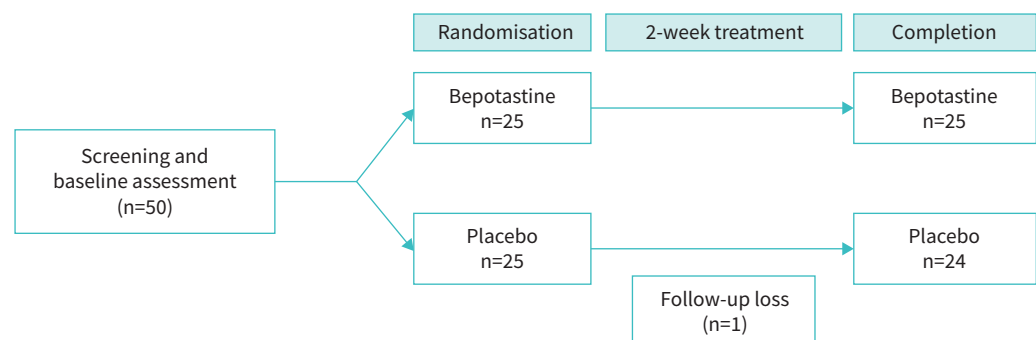 Randomisation
2-week treatment
Completion
Bepotastine
n=25
Bepotastine
n=25
Screening and
baseline assessment
(n=50)
Placebo
n=25
Placebo
n=24
Follow-up loss
(n=1)